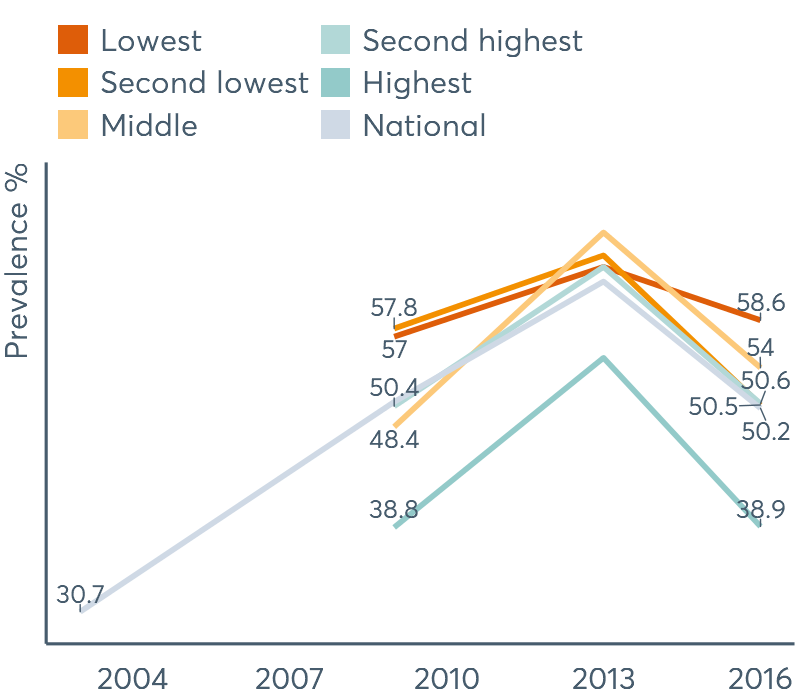 Lowest
Second lowest
Middle
Second highest
Highest
National
Prevalence %
57.8
57
50.4
48.4
38.8
30.7
58.6
54
50.6
50.5
50.2
38.9
2004 2007 2010 2013 2016